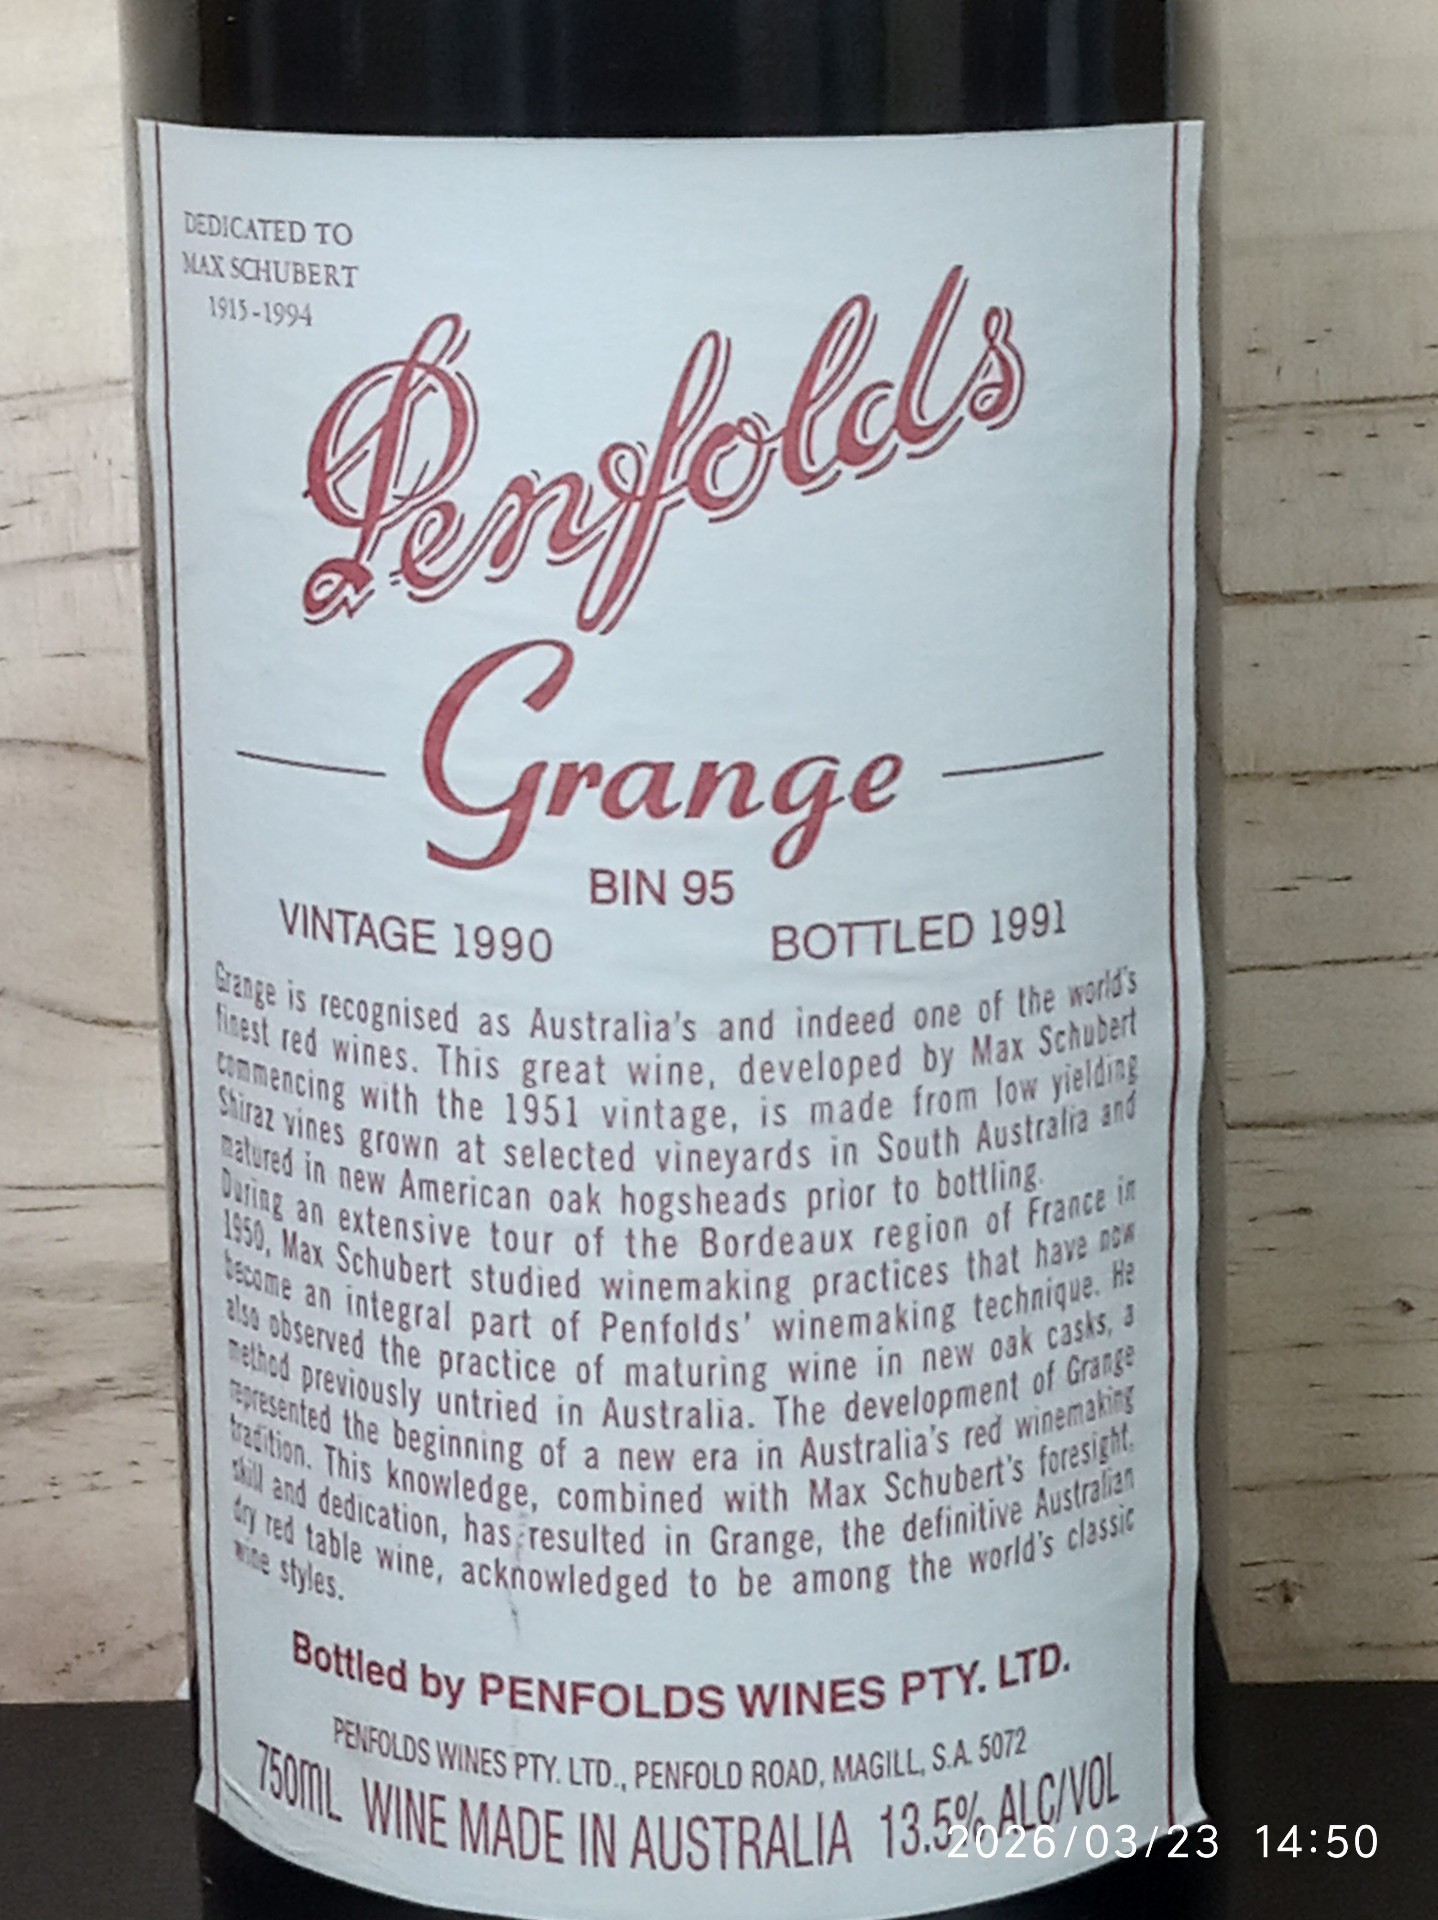 DEDICATED TO
MAX SCHUBERT
1915-1994
Penfolds
Grange
BIN 95
VINTAGE 1990 BOTTLED 1991
Grange is recognised as Australia's and indeed one of the world's
finest red wines. This great wine, developed by Max Schubert
commencing with the 1951 vintage, is made from low yielding
Shiraz vines grown at selected vineyards in South Australia and
matured in new American oak hogsheads prior to bottling.
During an extensive tour of the Bordeaux region of France in
1950, Max Schubert studied winemaking practices that have now
become an integral part of Penfolds' winemaking technique. He
also observed the practice of maturing wine in new oak casks, a
method previously untried in Australia. The development of Grange
represented the beginning of a new era in Australia's red winemaking
tradition. This knowledge, combined with Max Schubert's foresight,
skill and dedication, has resulted in Grange, the definitive Australian
dry red table wine, acknowledged to be among the world's classic
wine styles.
Bottled by PENFOLDS WINES PTY. LTD.
PENFOLDS WINES PTY. LTD., PENFOLD ROAD, MAGILL, S.A. 5072
750mL WINE MADE IN AUSTRALIA 13.5% ALC/VOL
2026/03/23 14:50